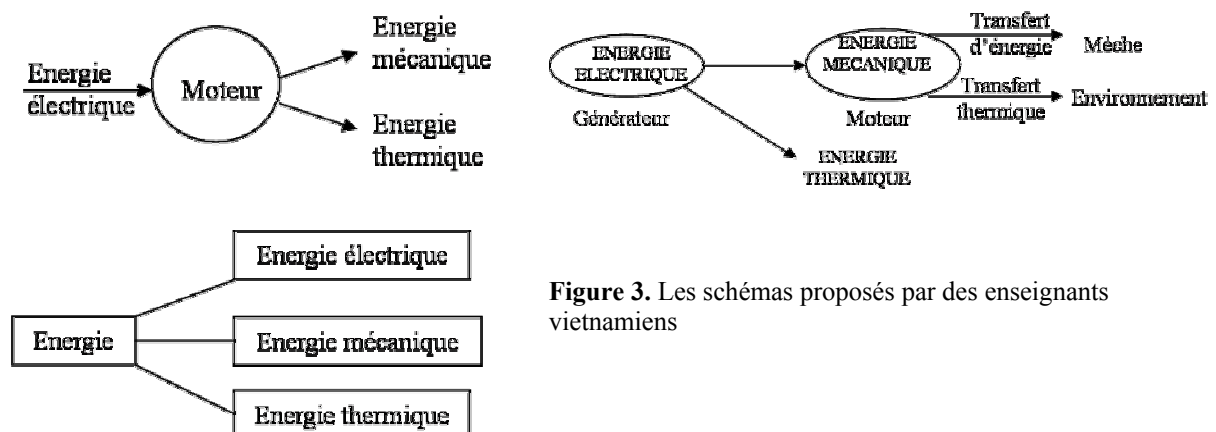 Energie
électrique
Moteur
Energie
mécanique
Energie
thermique
ENERGIE
ELECTRIQUE
Générateur
ENERGIE
MECANIQUE
Moteur
Transfert
d'énergie
Mèche
Transfert
thermique
Environnement
ENERGIE
THERMIQUE
Energie
Energie électrique
Energie mécanique
Energie thermique
Figure 3. Les schémas proposés par des enseignants
vietnamiens